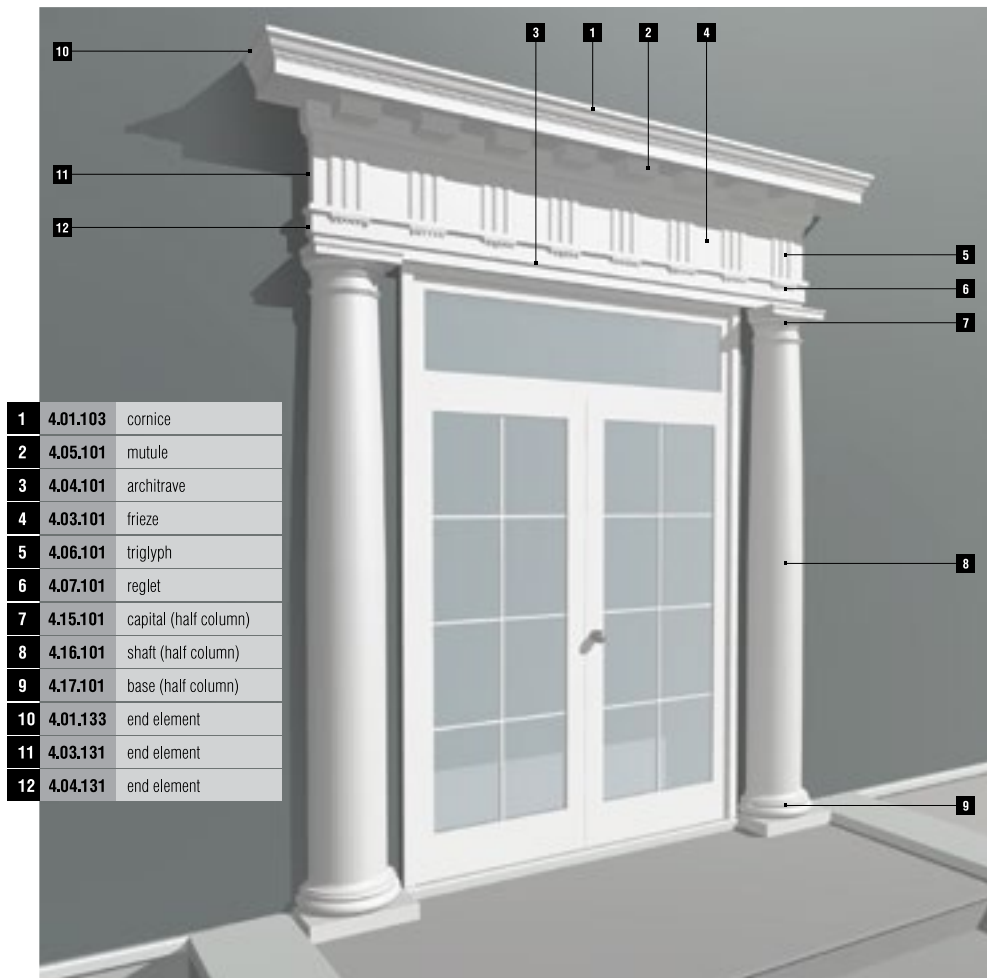 3 1 2 4
10
11
12
5
6
7
1 4.01.103 cornice
2 4.05.101 mutule
3 4.04.101 architrave
4 4.03.101 frieze
5 4.06.101 triglyph
6 4.07.101 reglet
7 4.15.101 capital (half column)
8 4.16.101 shaft (half column)
9 4.17.101 base (half column)
10 4.01.133 end element
11 4.03.131 end element
12 4.04.131 end element
8
9